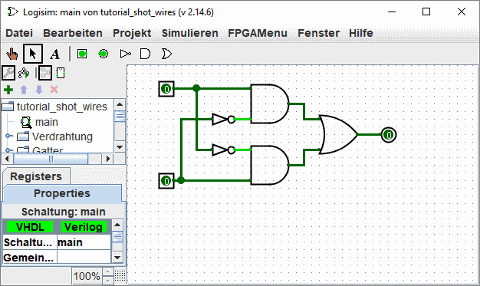 Logisim: main von tutorial_shot_wires (v 2.14.6)
Datei Bearbeiten Projekt Simulieren FPGAMenu Fenster Hilfe
A
tutorial_shot_wires
main
Verdrahtung
Gatter
Registers
Properties
Schaltung: main
VHDL Verilog
Schaltu... main
Gemein...
100%
0
0
0